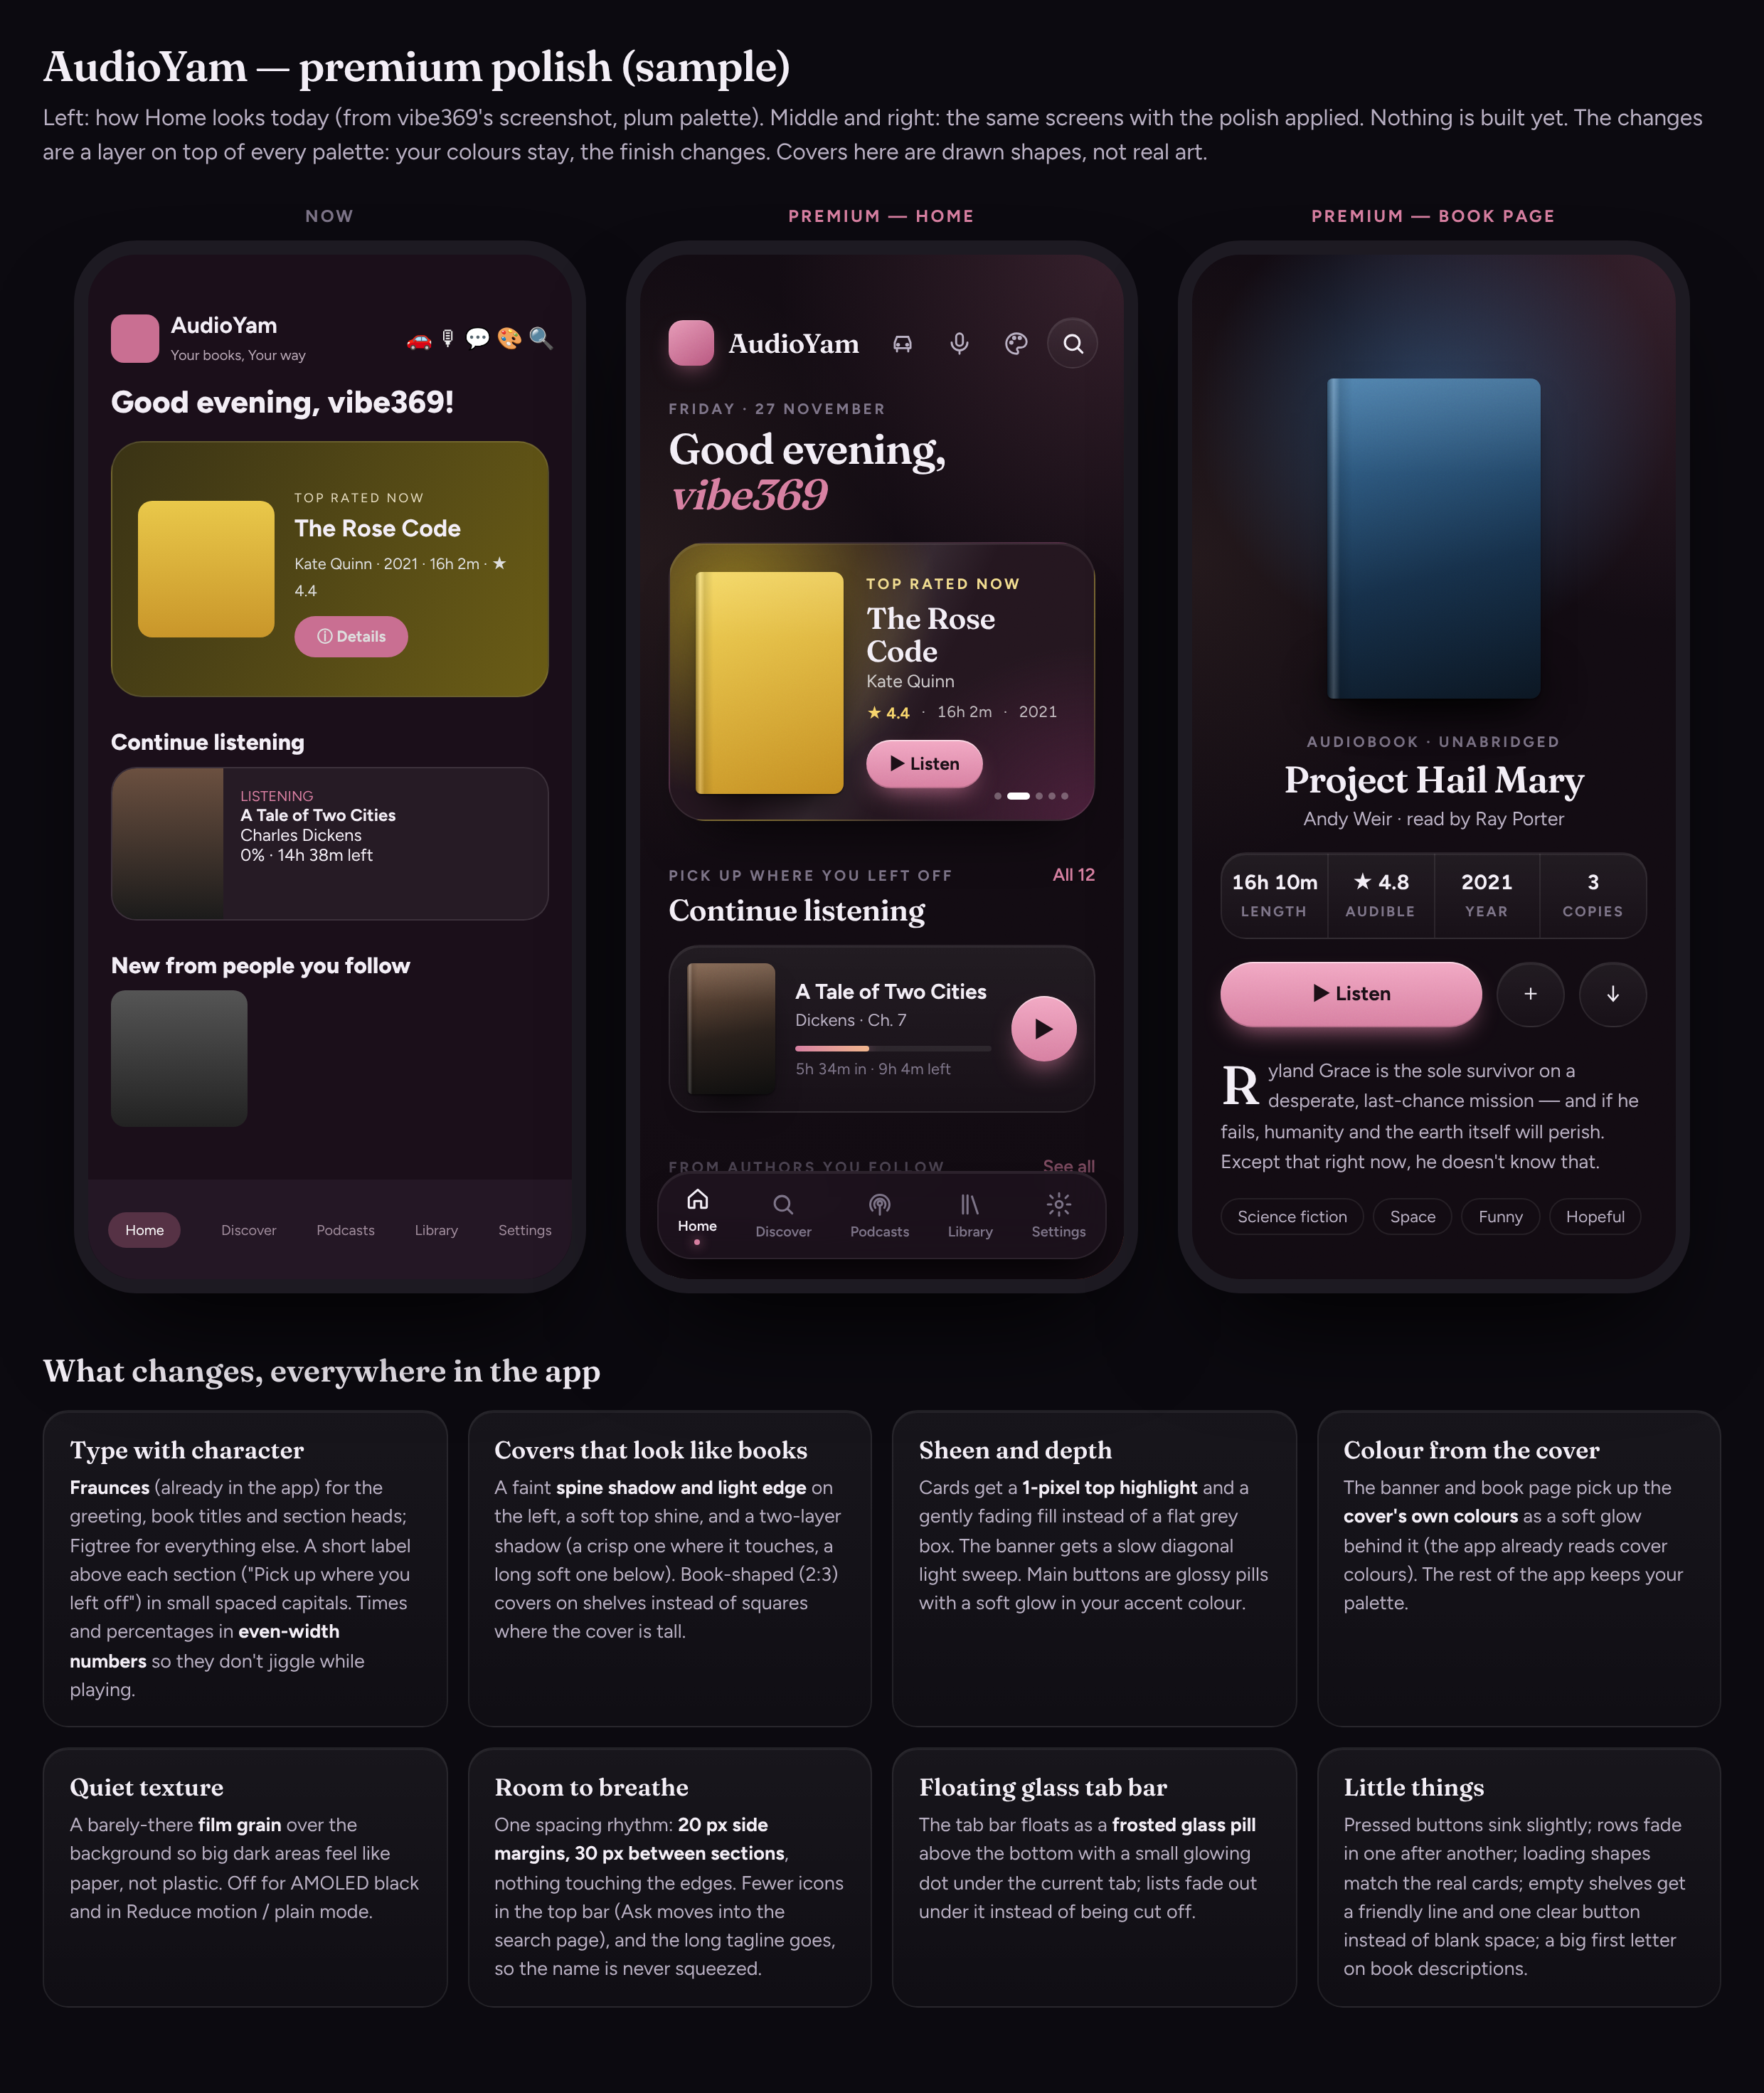 AudioYam — premium polish (sample)
Left: how Home looks today (from vibe369's screenshot, plum palette). Middle and right: the same screens with the polish applied. Nothing is built yet. The changes
are a layer on top of every palette: your colours stay, the finish changes. Covers here are drawn shapes, not real art.
NOW
AudioYam
Your books, Your way
Good evening, vibe369!
TOP RATED NOW
The Rose Code
Kate Quinn · 2021 · 16h 2m · ★
4.4
ⓘ Details
Continue listening
LISTENING
A Tale of Two Cities
Charles Dickens
0% · 14h 38m left
New from people you follow
Home Discover Podcasts Library Settings
PREMIUM — HOME
AudioYam
FRIDAY · 27 NOVEMBER
Good evening,
vibe369
TOP RATED NOW
The Rose
Code
Kate Quinn
★ 4.4 · 16h 2m · 2021
▶ Listen
PICK UP WHERE YOU LEFT OFF All 12
Continue listening
A Tale of Two Cities
Dickens · Ch. 7
5h 34m in · 9h 4m left
FROM AUTHORS YOU FOLLOW See all
Home Discover Podcasts Library Settings
PREMIUM — BOOK PAGE
AUDIOBOOK · UNABRIDGED
Project Hail Mary
Andy Weir · read by Ray Porter
16h 10m ★ 4.8 2021 3
LENGTH AUDIBLE YEAR COPIES
▶ Listen + ↓
Ryland Grace is the sole survivor on a
desperate, last-chance mission — and if he
fails, humanity and the earth itself will perish.
Except that right now, he doesn't know that.
Science fiction Space Funny Hopeful
What changes, everywhere in the app
Type with character
Fraunces (already in the app) for the
greeting, book titles and section heads;
Figtree for everything else. A short label
above each section ("Pick up where you
left off") in small spaced capitals. Times
and percentages in even-width
numbers so they don't jiggle while
playing.
Covers that look like books
A faint spine shadow and light edge on
the left, a soft top shine, and a two-layer
shadow (a crisp one where it touches, a
long soft one below). Book-shaped (2:3)
covers on shelves instead of squares
where the cover is tall.
Sheen and depth
Cards get a 1-pixel top highlight and a
gently fading fill instead of a flat grey
box. The banner gets a slow diagonal
light sweep. Main buttons are glossy pills
with a soft glow in your accent colour.
Colour from the cover
The banner and book page pick up the
cover's own colours as a soft glow
behind it (the app already reads cover
colours). The rest of the app keeps your
palette.
Quiet texture
A barely-there film grain over the
background so big dark areas feel like
paper, not plastic. Off for AMOLED black
and in Reduce motion / plain mode.
Room to breathe
One spacing rhythm: 20 px side
margins, 30 px between sections,
nothing touching the edges. Fewer icons
in the top bar (Ask moves into the
search page), and the long tagline goes,
so the name is never squeezed.
Floating glass tab bar
The tab bar floats as a frosted glass pill
above the bottom with a small glowing
dot under the current tab; lists fade out
under it instead of being cut off.
Little things
Pressed buttons sink slightly; rows fade
in one after another; loading shapes
match the real cards; empty shelves get
a friendly line and one clear button
instead of blank space; a big first letter
on book descriptions.